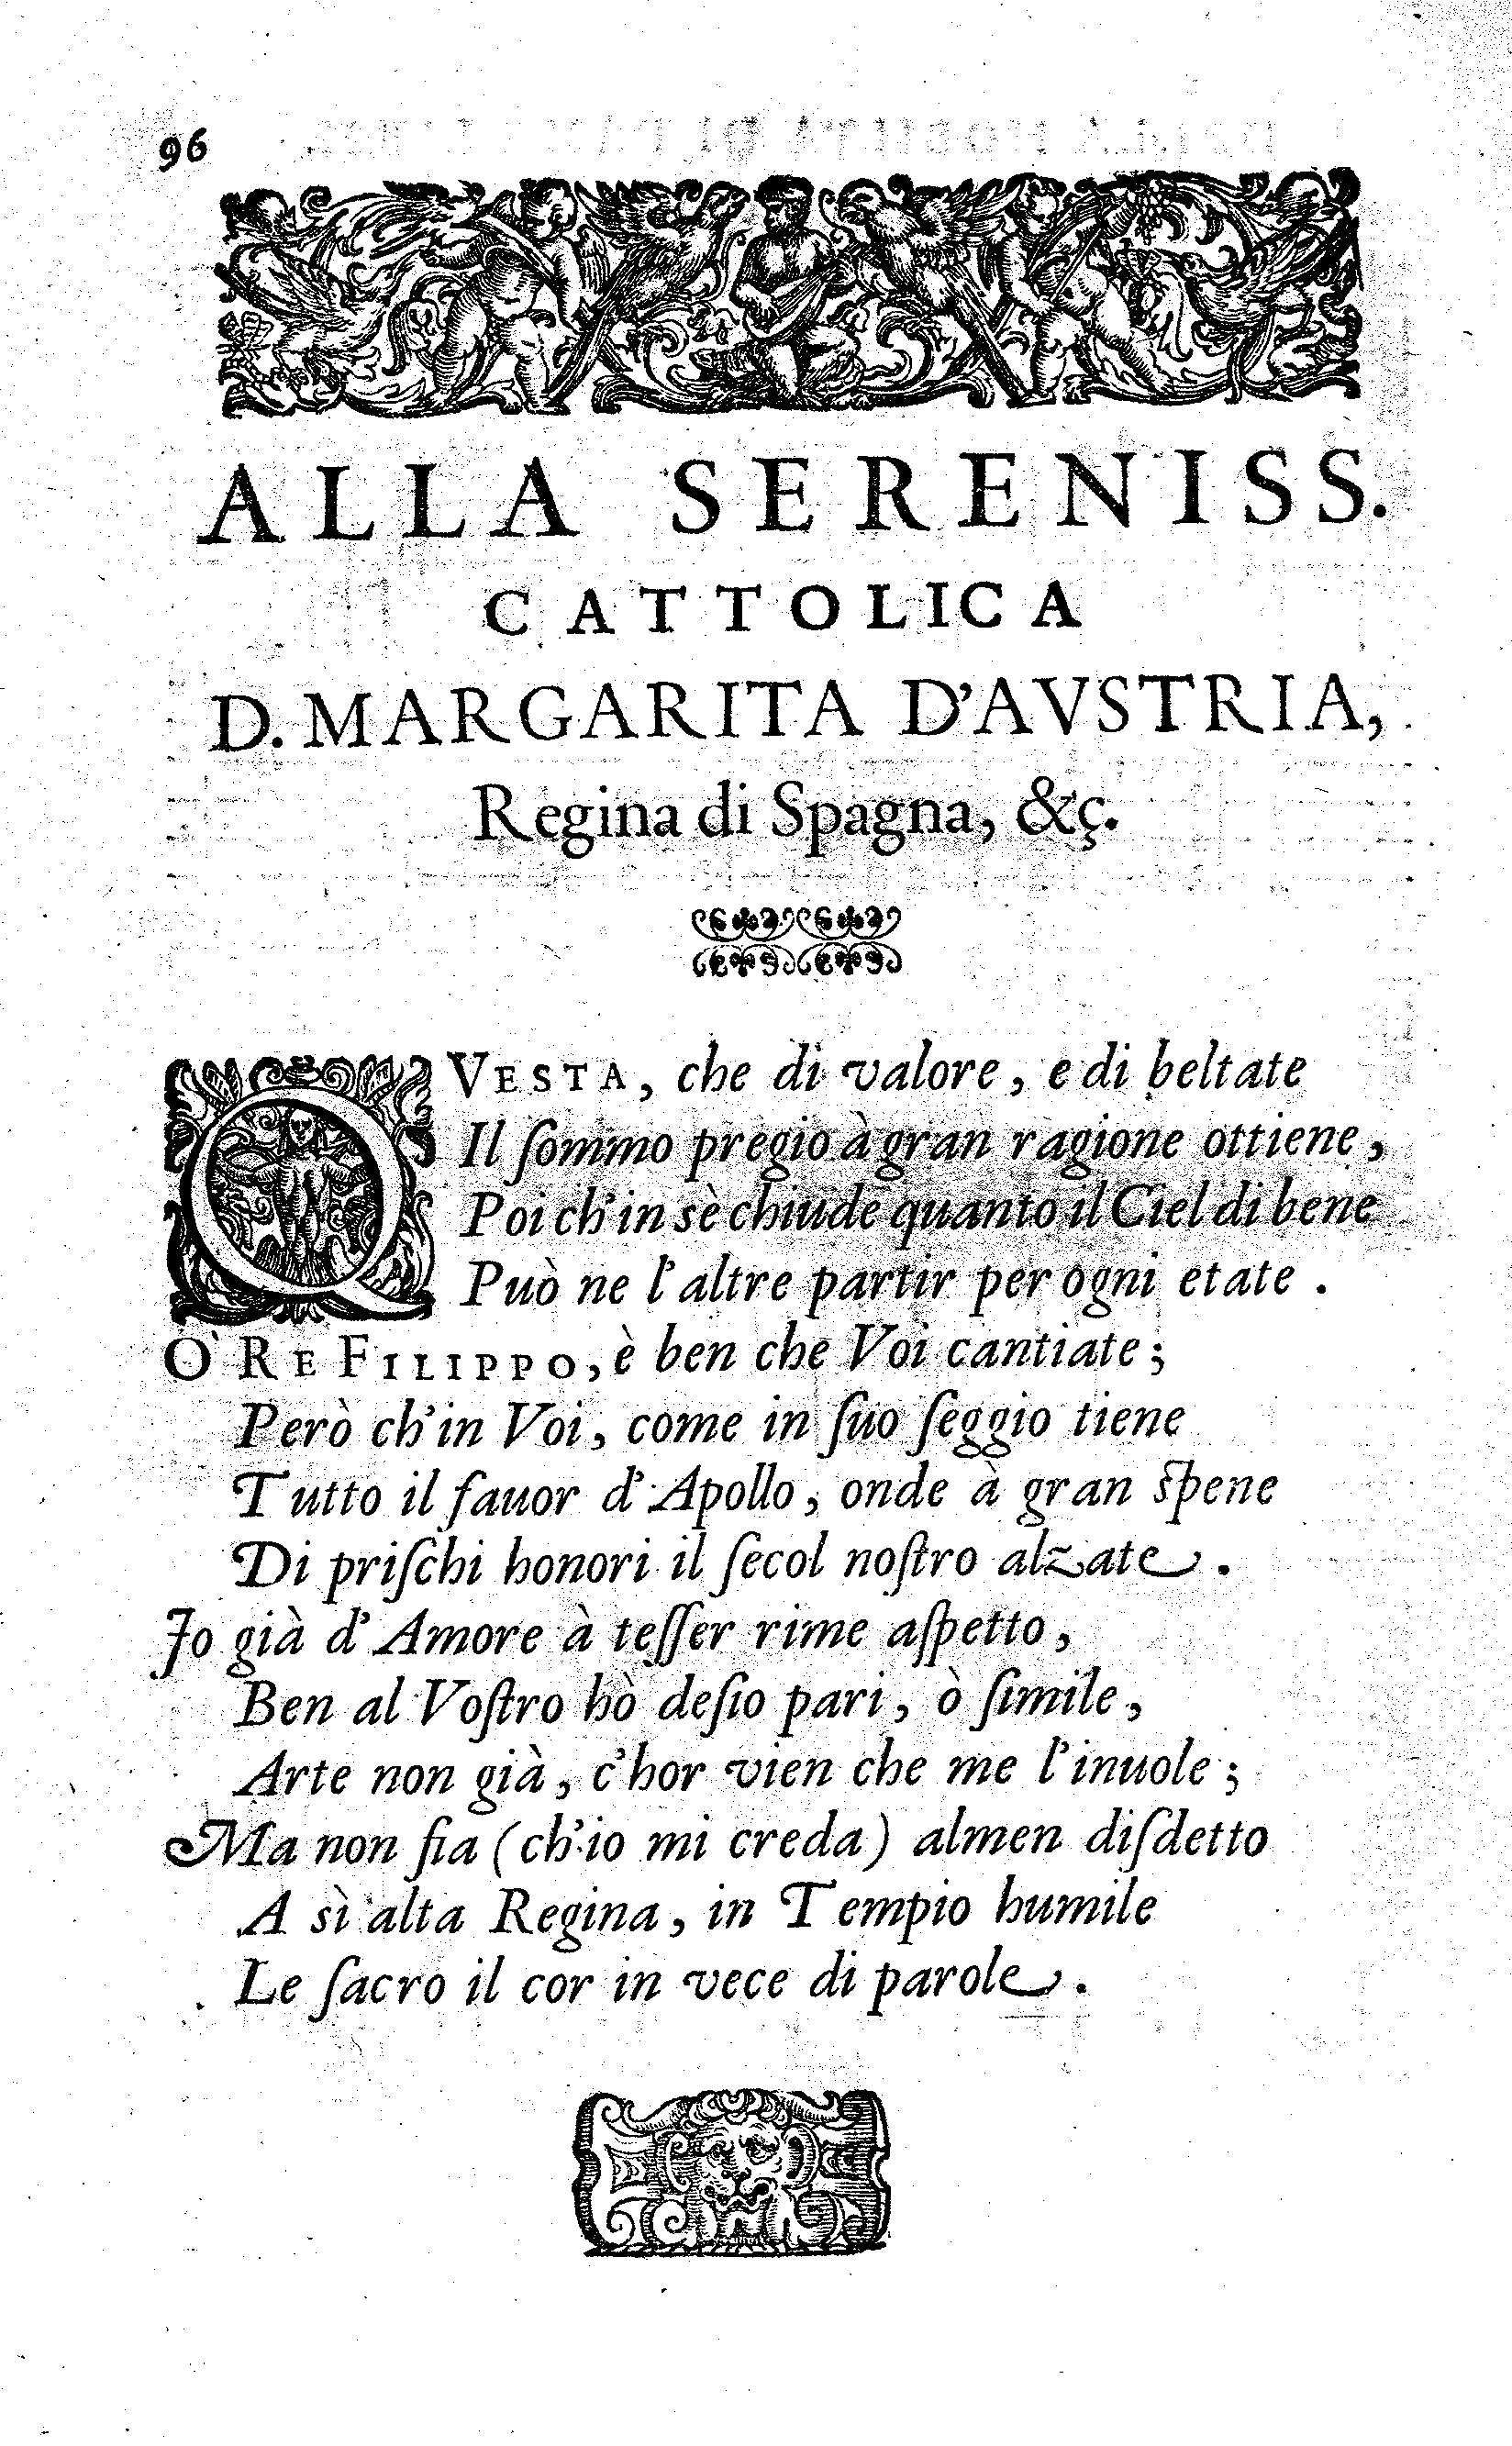 96
ALLA SERENISS.
CATTOLICA
D. MARGARITA D'AVSTRIA,
Regina di Spagna, &ç.
QVESTA, che di valore, e di beltate
Il ſommo pregio à gran ragione ottiene,
Poi ch'in sè chiude quanto il Ciel di bene
Può ne l'altre partir per ogni etate.
O' RE FILIPPO, è ben che Voi cantiate;
Però ch'in Voi, come in ſuo ſeggio tiene
Tutto il fauor d'Apollo, onde à gran ſpene
Di priſchi honori il ſecol noſtro alzate.
Io già d'Amore à teſſer rime aſpetto,
Ben al Voſtro hò deſio pari, ò ſimile,
Arte non già, c'hor vien che me l'inuole;
Ma non fia (ch'io mi creda) almen diſdetto
A sì alta Regina, in Tempio humile
Le ſacro il cor in vece di parole.